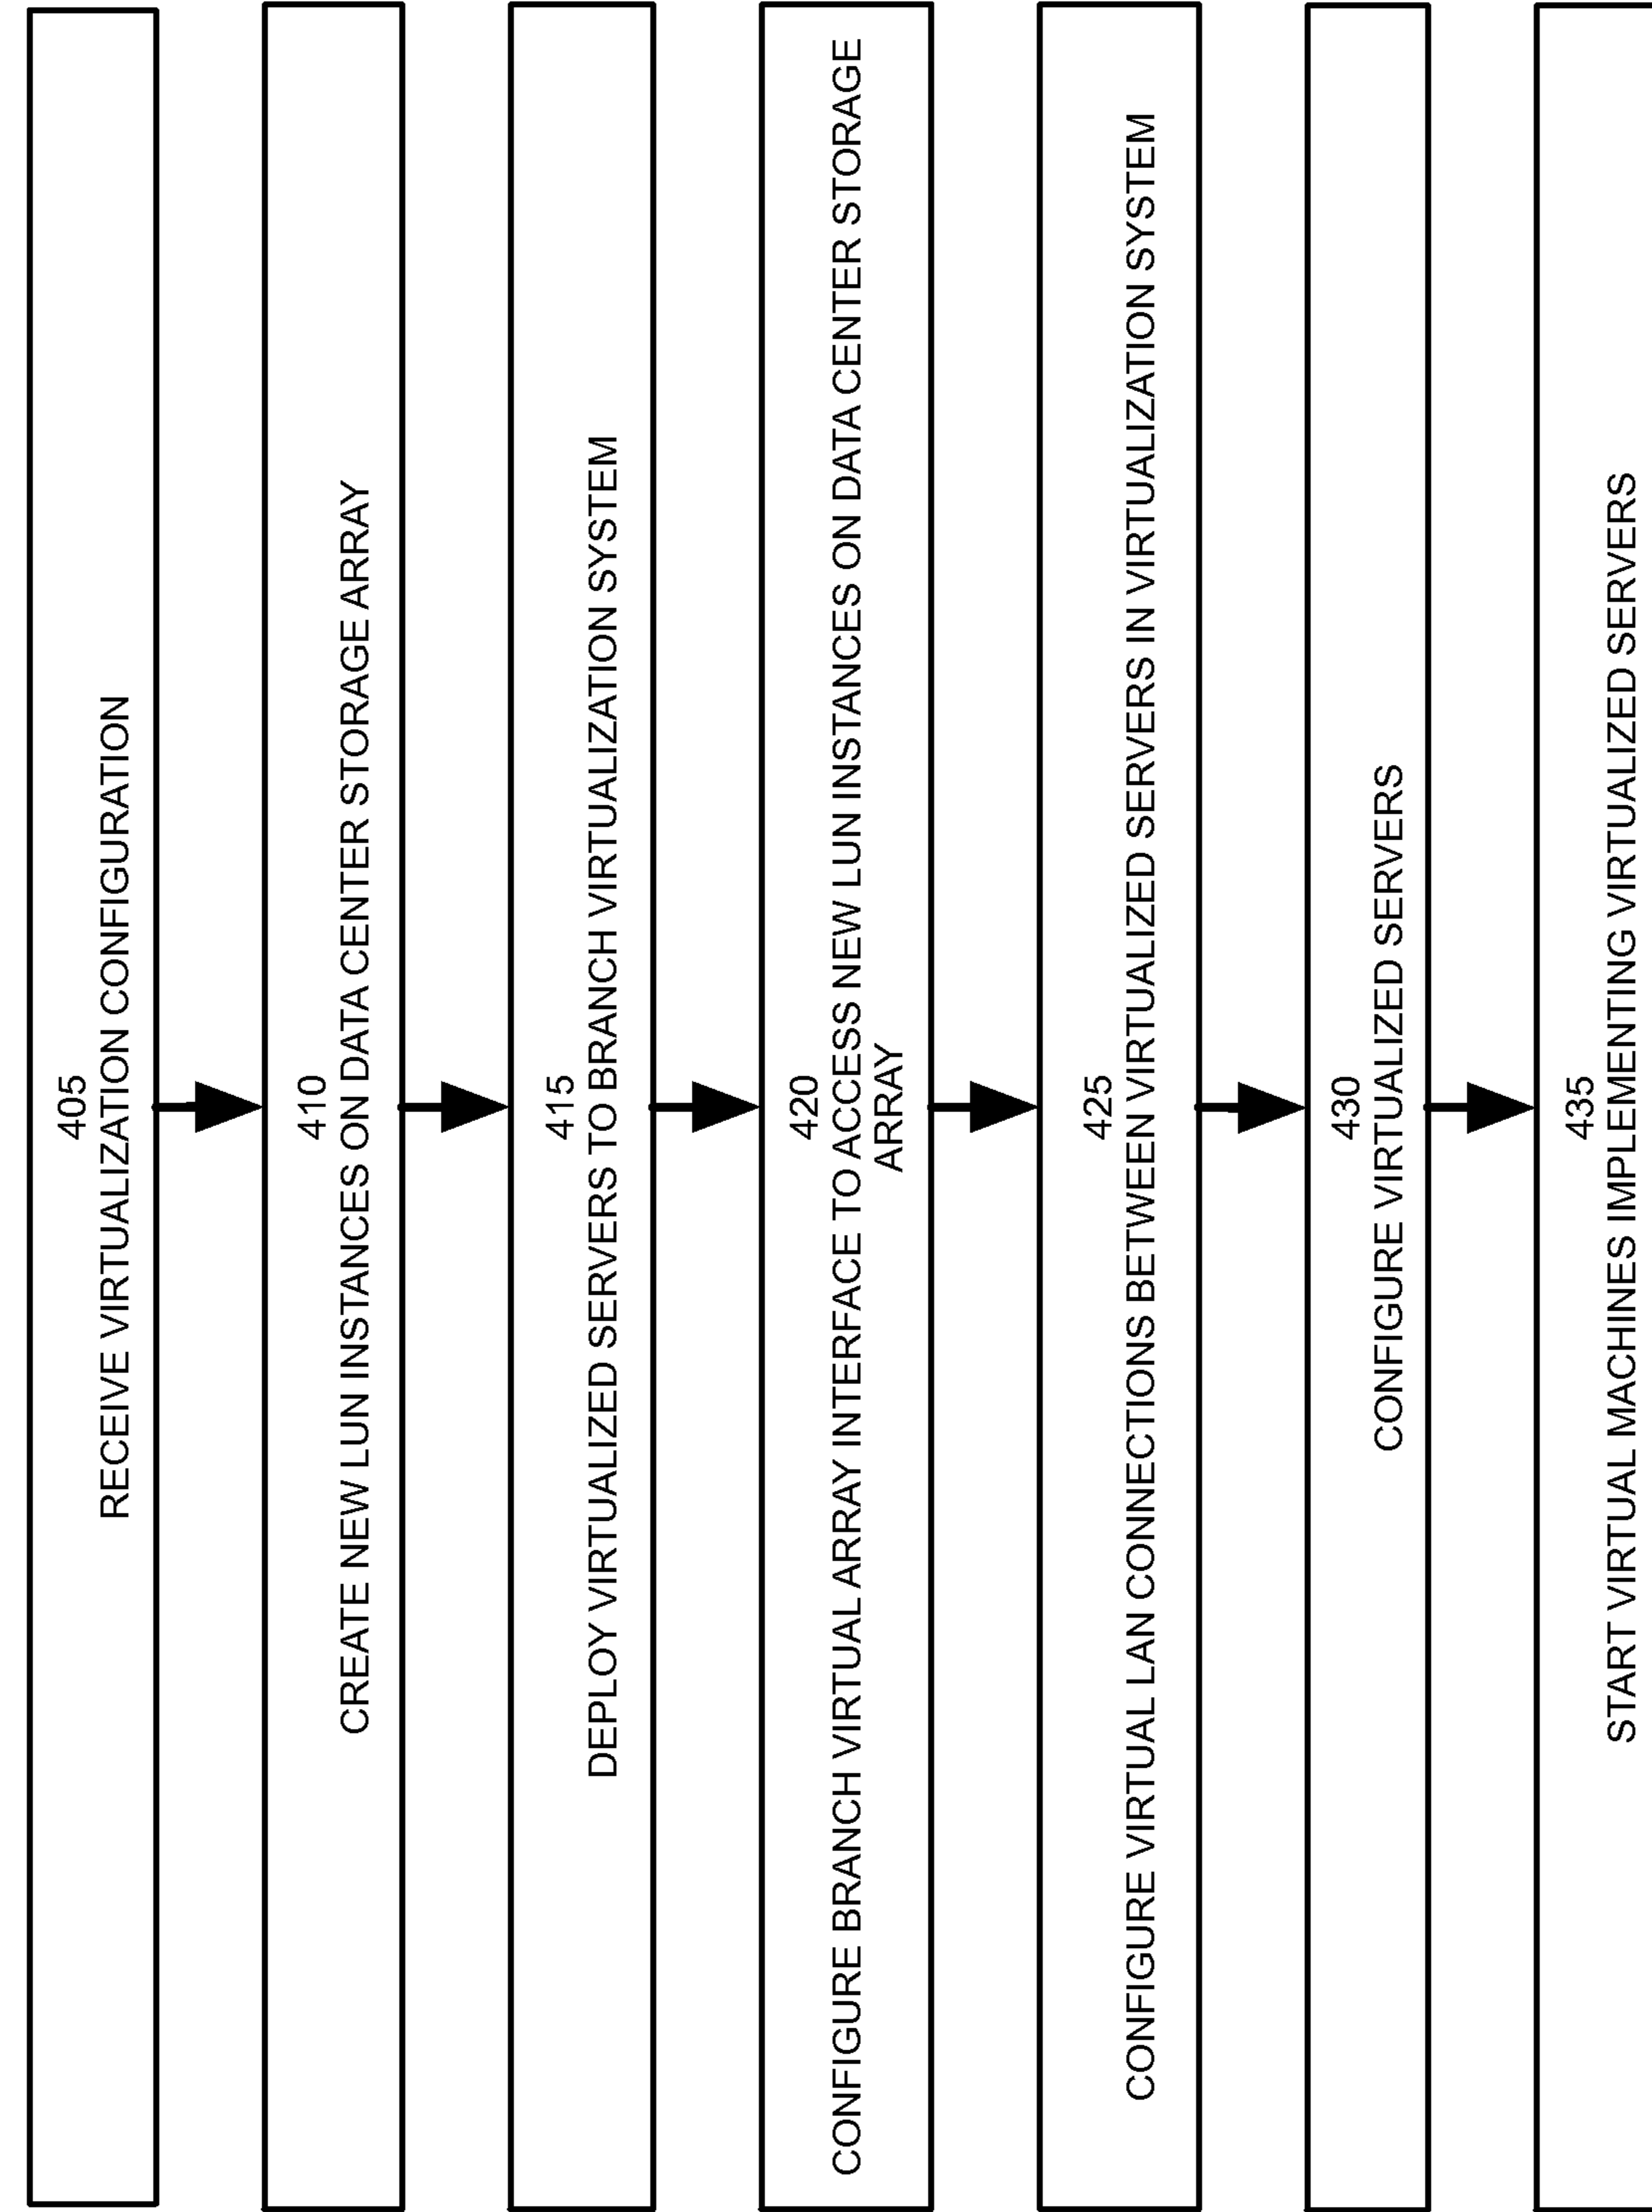 405
RECEIVE VIRTUALIZATION CONFIGURATION
410
CREATE NEW LUN INSTANCES ON DATA CENTER STORAGE ARRAY
415
DEPLOY VIRTUALIZED SERVERS TO BRANCH VIRTUALIZATION SYSTEM
420
CONFIGURE BRANCH VIRTUAL ARRAY INTERFACE TO ACCESS NEW LUN INSTANCES ON DATA CENTER STORAGE
ARRAY
425
CONFIGURE VIRTUAL LAN CONNECTIONS BETWEEN VIRTUALIZED SERVERS IN VIRTUALIZATION SYSTEM
430
CONFIGURE VIRTUALIZED SERVERS
435
START VIRTUAL MACHINES IMPLEMENTING VIRTUALIZED SERVERS